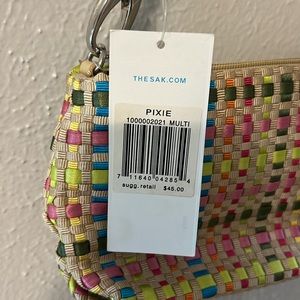 THESAK.COM
PIXIE
1000002021 MULTI
7 11640 04285 4
sugg. retail $45.00